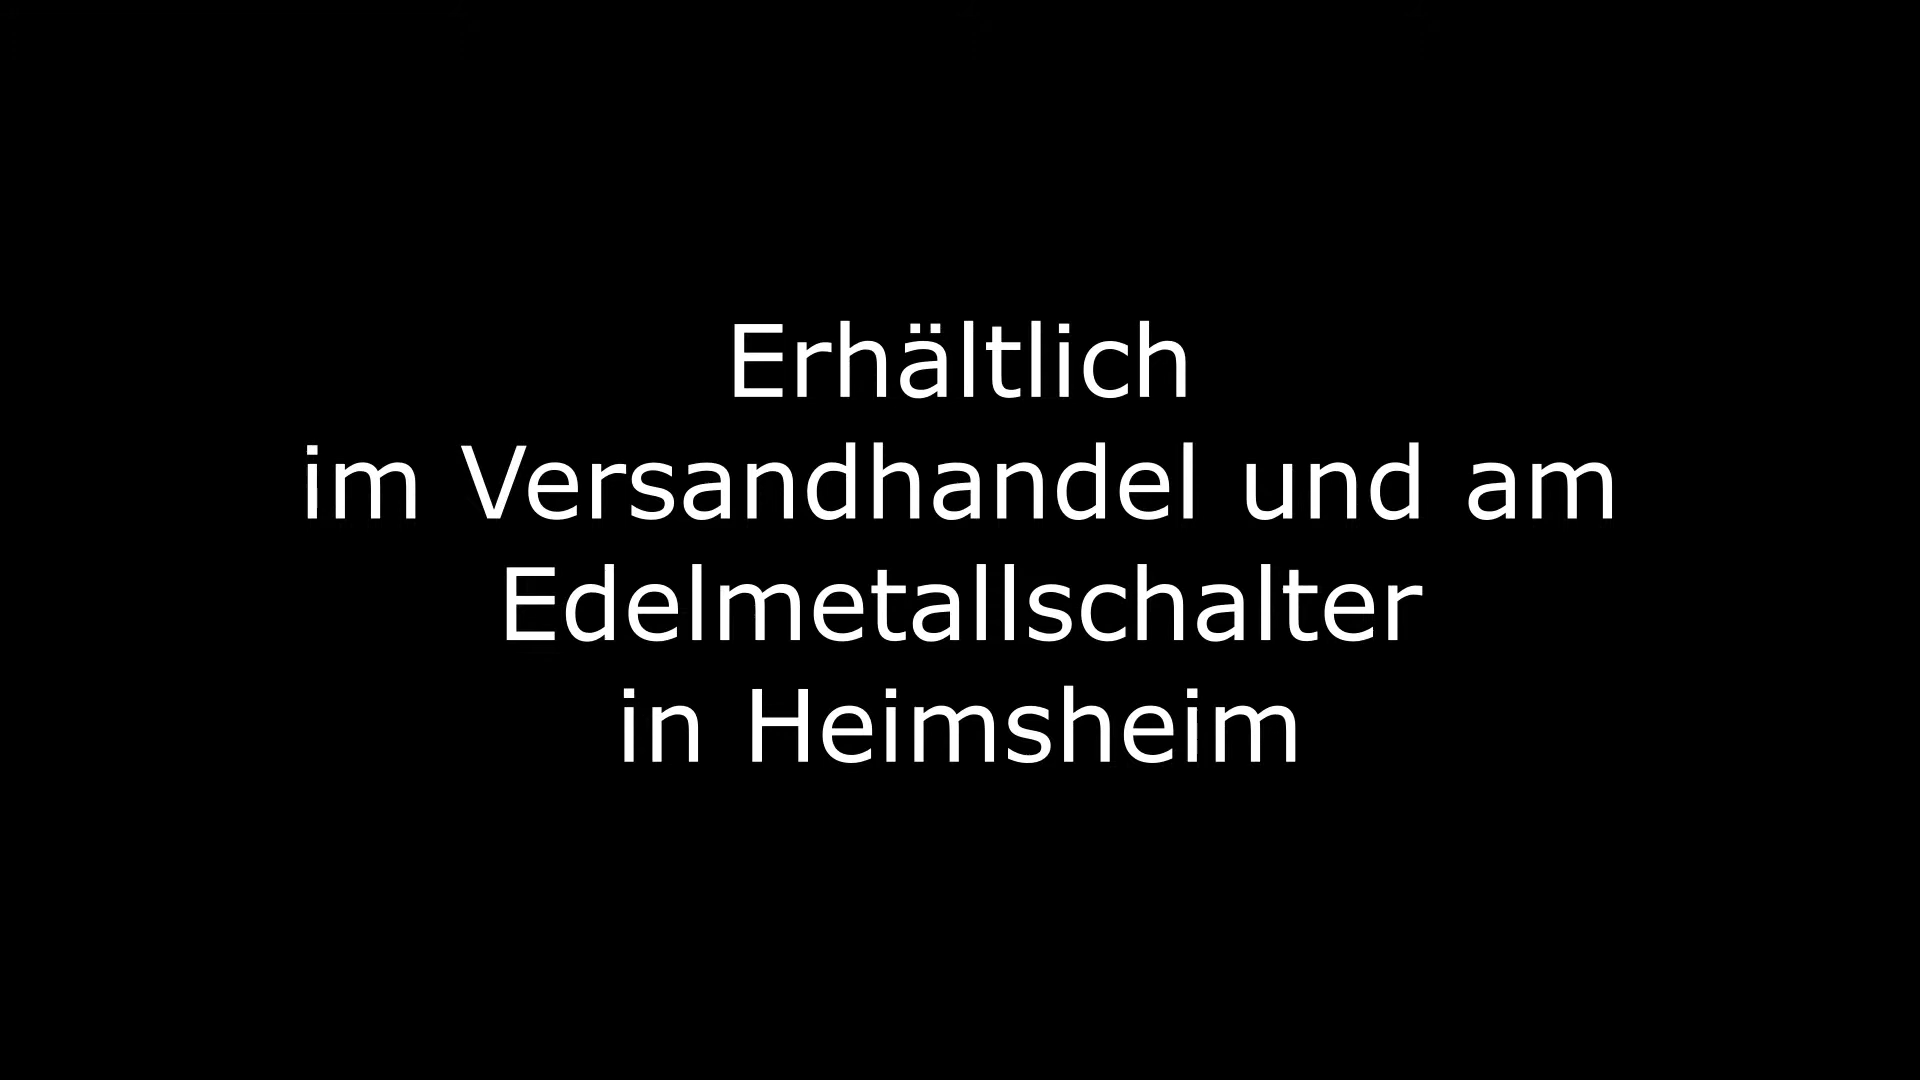 Erhältlich
im Versandhandel und am
Edelmetallschalter
in Heimsheim